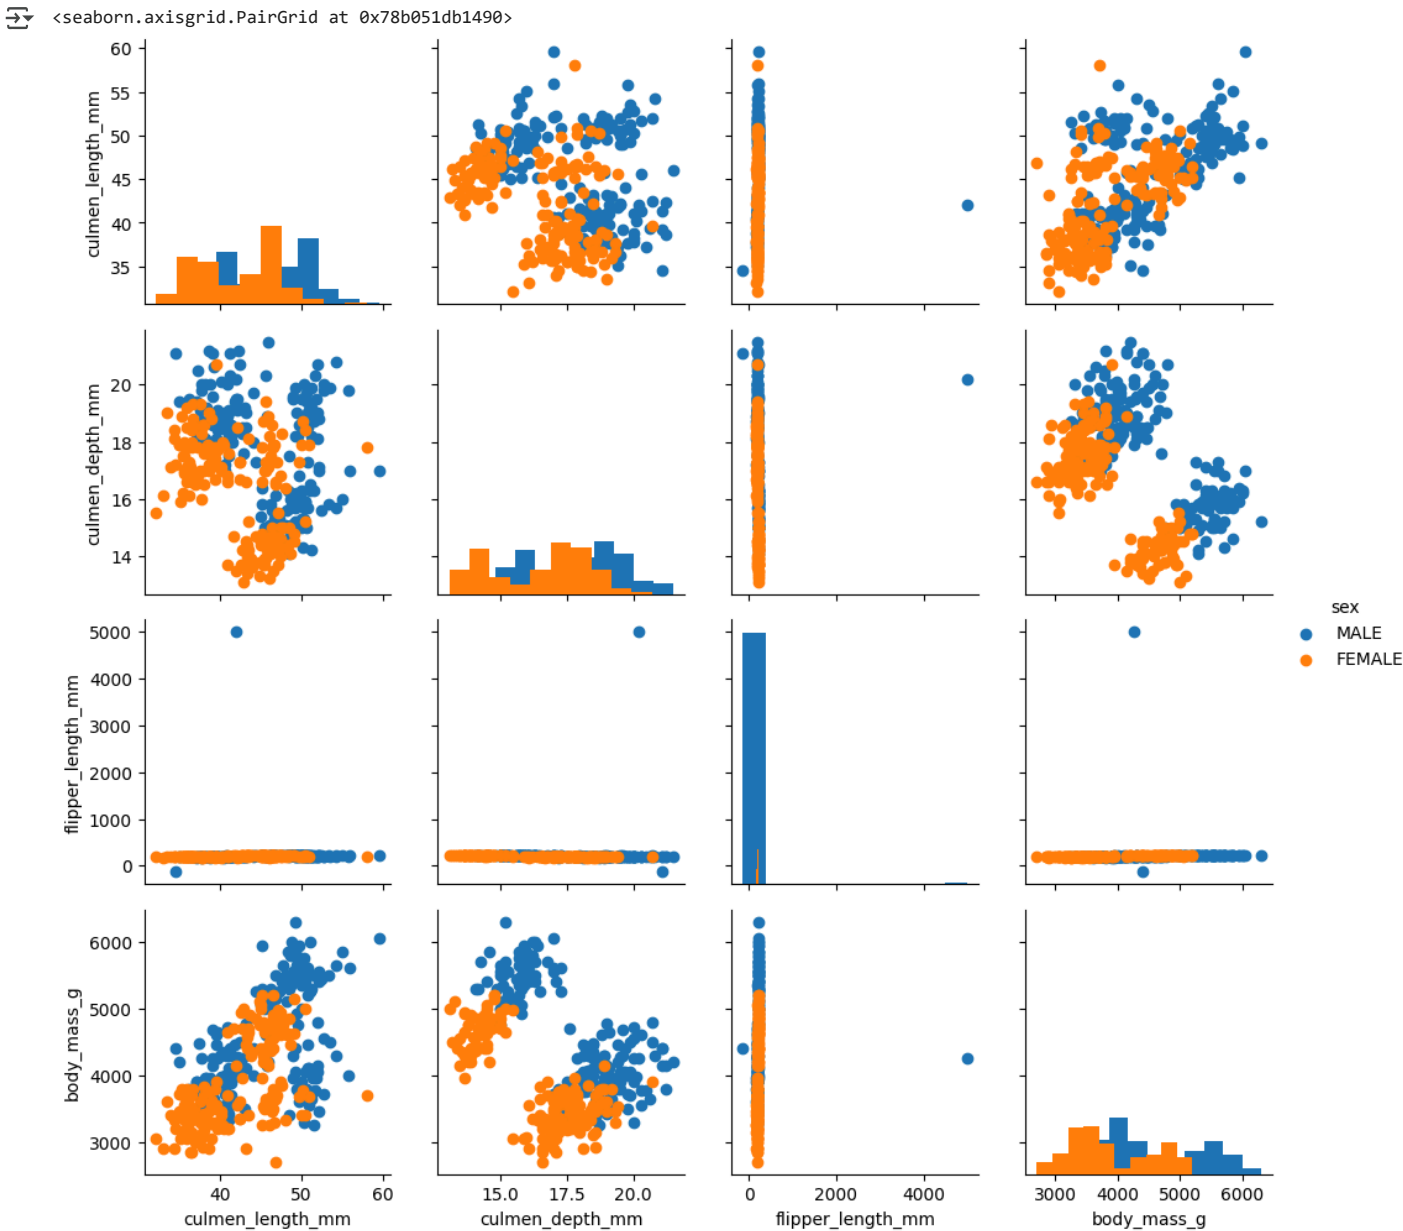 <seaborn.axisgrid.PairGrid at 0x78b051db1490>
60
55
50
45
40
35
culmen_length_mm
20
18
16
14
culmen_depth_mm
sex
MALE
FEMALE
5000
4000
3000
2000
1000
0
flipper_length_mm
6000
5000
4000
3000
body_mass_g
40 50 60
15.0 17.5 20.0
0 2000 4000
3000 4000 5000 6000
culmen_length_mm
culmen_depth_mm
flipper_length_mm
body_mass_g